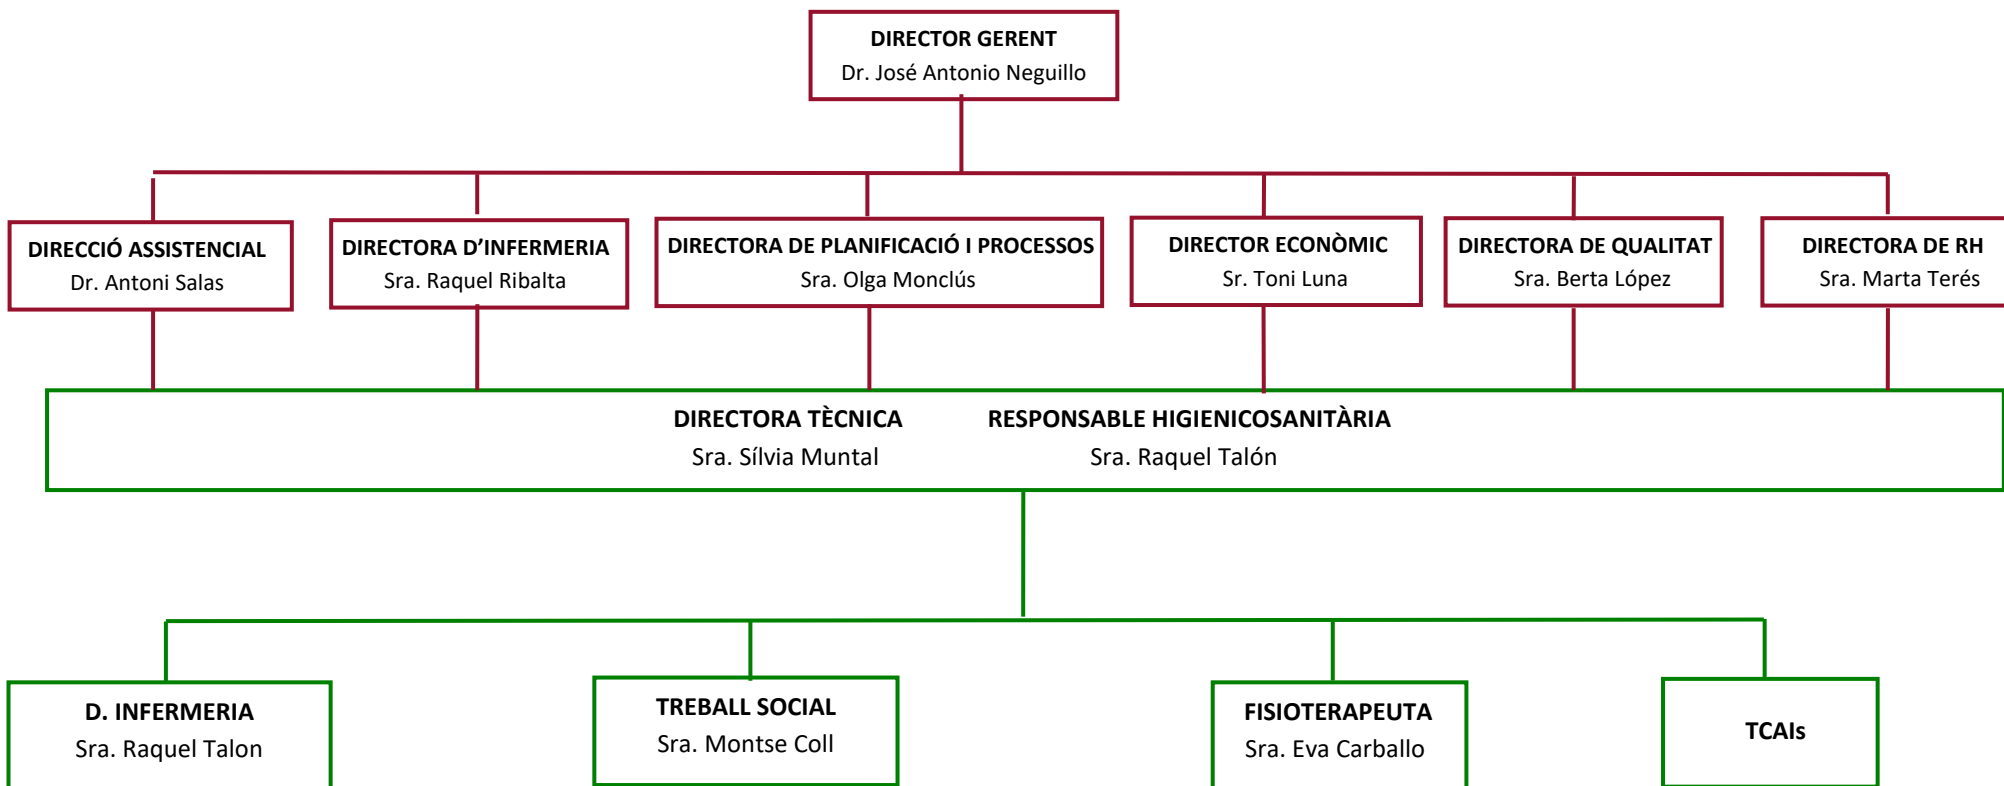 DIRECTOR GERENT
Dr. José Antonio Neguillo
DIRECCIÓ ASSISTENCIAL
Dr. Antoni Salas
DIRECTORA D’INFERMERIA
Sra. Raquel Ribalta
DIRECTORA DE PLANIFICACIÓ I PROCESSOS
Sra. Olga Monclús
DIRECTOR ECONÒMIC
Sr. Toni Luna
DIRECTORA DE QUALITAT
Sra. Berta López
DIRECTORA DE RH
Sra. Marta Terés
DIRECTORA TÈCNICA
Sra. Sílvia Muntal
RESPONSABLE HIGIENICOSANITÀRIA
Sra. Raquel Talón
D. INFERMERIA
Sra. Raquel Talon
TREBALL SOCIAL
Sra. Montse Coll
FISIOTERAPEUTA
Sra. Eva Carballo
TCAIs